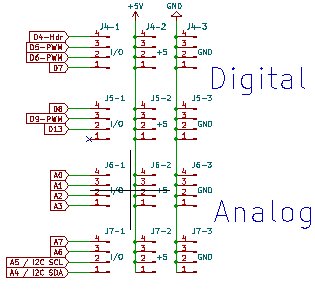 +5V GND
J4-1 J4-2 J4-3
D4-Hdr 4 4 4
D5-PWM 3 3 3
I/O +5 GND
D6-PWM 2 2 2
D7 1 1 1
Digital
J5-1 J5-2 J5-3
D8 4 4 4
D9-PWM 3 3 3
I/O +5 GND
D13 2 2 2
1 1 1
J6-1 J6-2 J6-3
A0 4 4 4
A1 3 3 3
I/O +5 GND
A2 2 2 2
A3 1 1 1
Analog
J7-1 J7-2 J7-3
A7 4 4 4
A6 3 3 3
I/O +5 GND
A5 / I2C SCL 2 2 2
A4 / I2C SDA 1 1 1